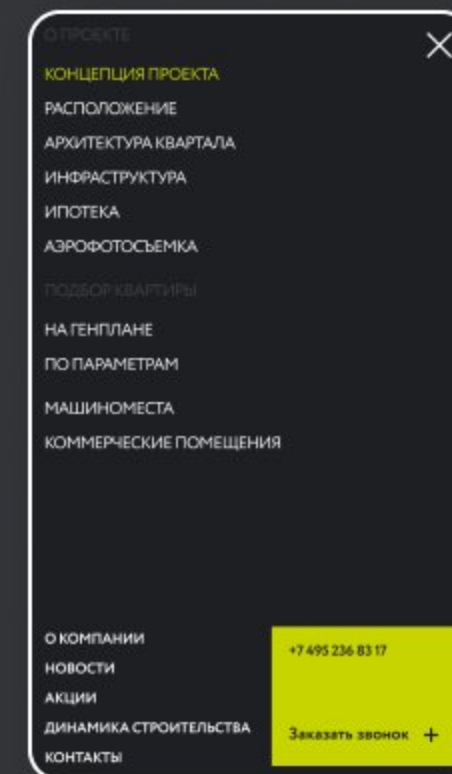 О ПРОЕКТЕ
КОНЦЕПЦИЯ ПРОЕКТА
РАСПОЛОЖЕНИЕ
АРХИТЕКТУРА КВАРТАЛА
ИНФРАСТРУКТУРА
ИПОТЕКА
АЭРОФОТОСЪЕМКА
ПОДБОР КВАРТИРЫ
НА ГЕНПЛАНЕ
ПО ПАРАМЕТРАМ
МАШИНОМЕСТА
КОММЕРЧЕСКИЕ ПОМЕЩЕНИЯ
О КОМПАНИИ
НОВОСТИ
АКЦИИ
ДИНАМИКА СТРОИТЕЛЬСТВА
КОНТАКТЫ
+7 495 236 83 17
Заказать звонок +